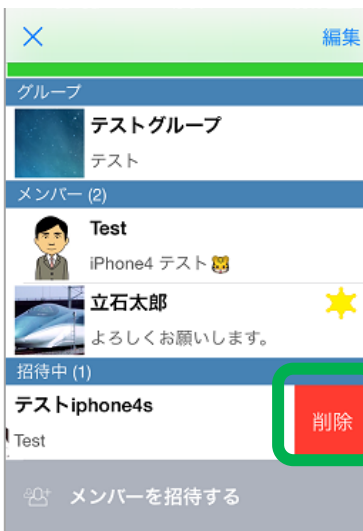 編集
グループ
テストグループ
テスト
メンバー (2)
Test
iPhone4 テスト🐯
立石太郎
よろしくお願いします。
招待中 (1)
テストiphone4s
削除
Test
メンバーを招待する